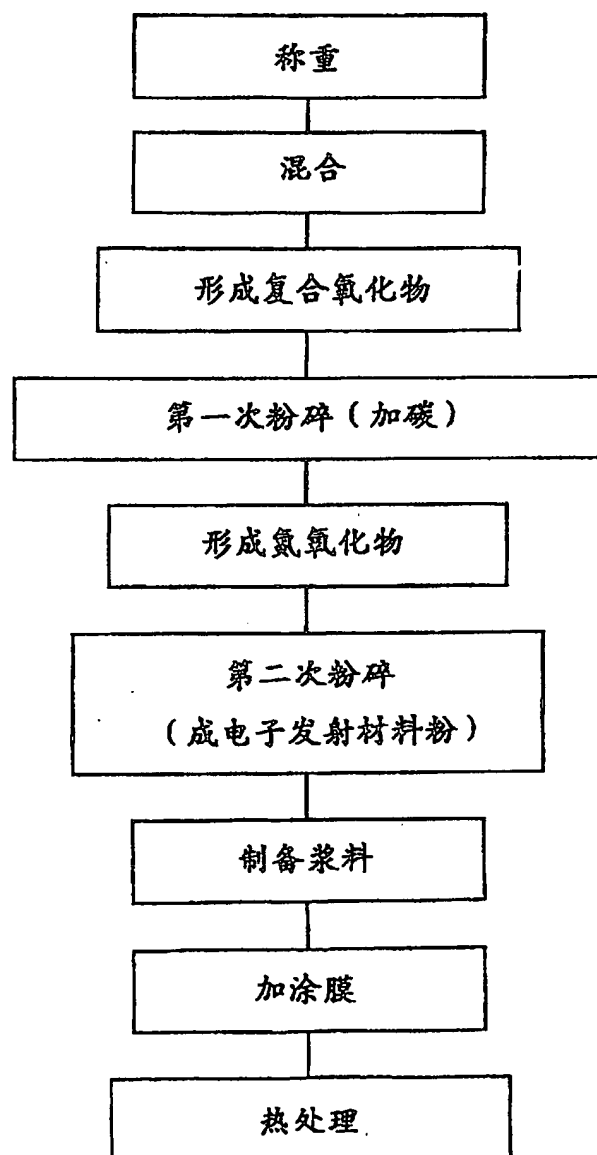 称重
混合
形成复合氧化物
第一次粉碎（加碳）
形成氮氧化物
第二次粉碎
（成电子发射材料粉）
制备浆料
加涂膜
热处理